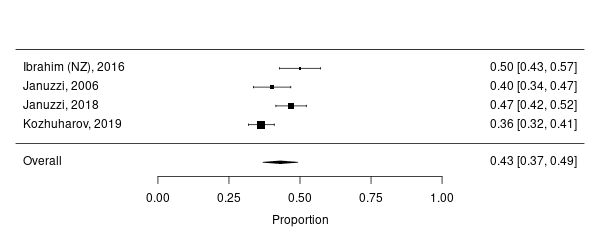 Ibrahim (NZ), 2016 0.50 [0.43, 0.57]
Januzzi, 2006 0.40 [0.34, 0.47]
Januzzi, 2018 0.47 [0.42, 0.52]
Kozhuharov, 2019 0.36 [0.32, 0.41]
Overall 0.43 [0.37, 0.49]
0.00 0.25 0.50 0.75 1.00
Proportion